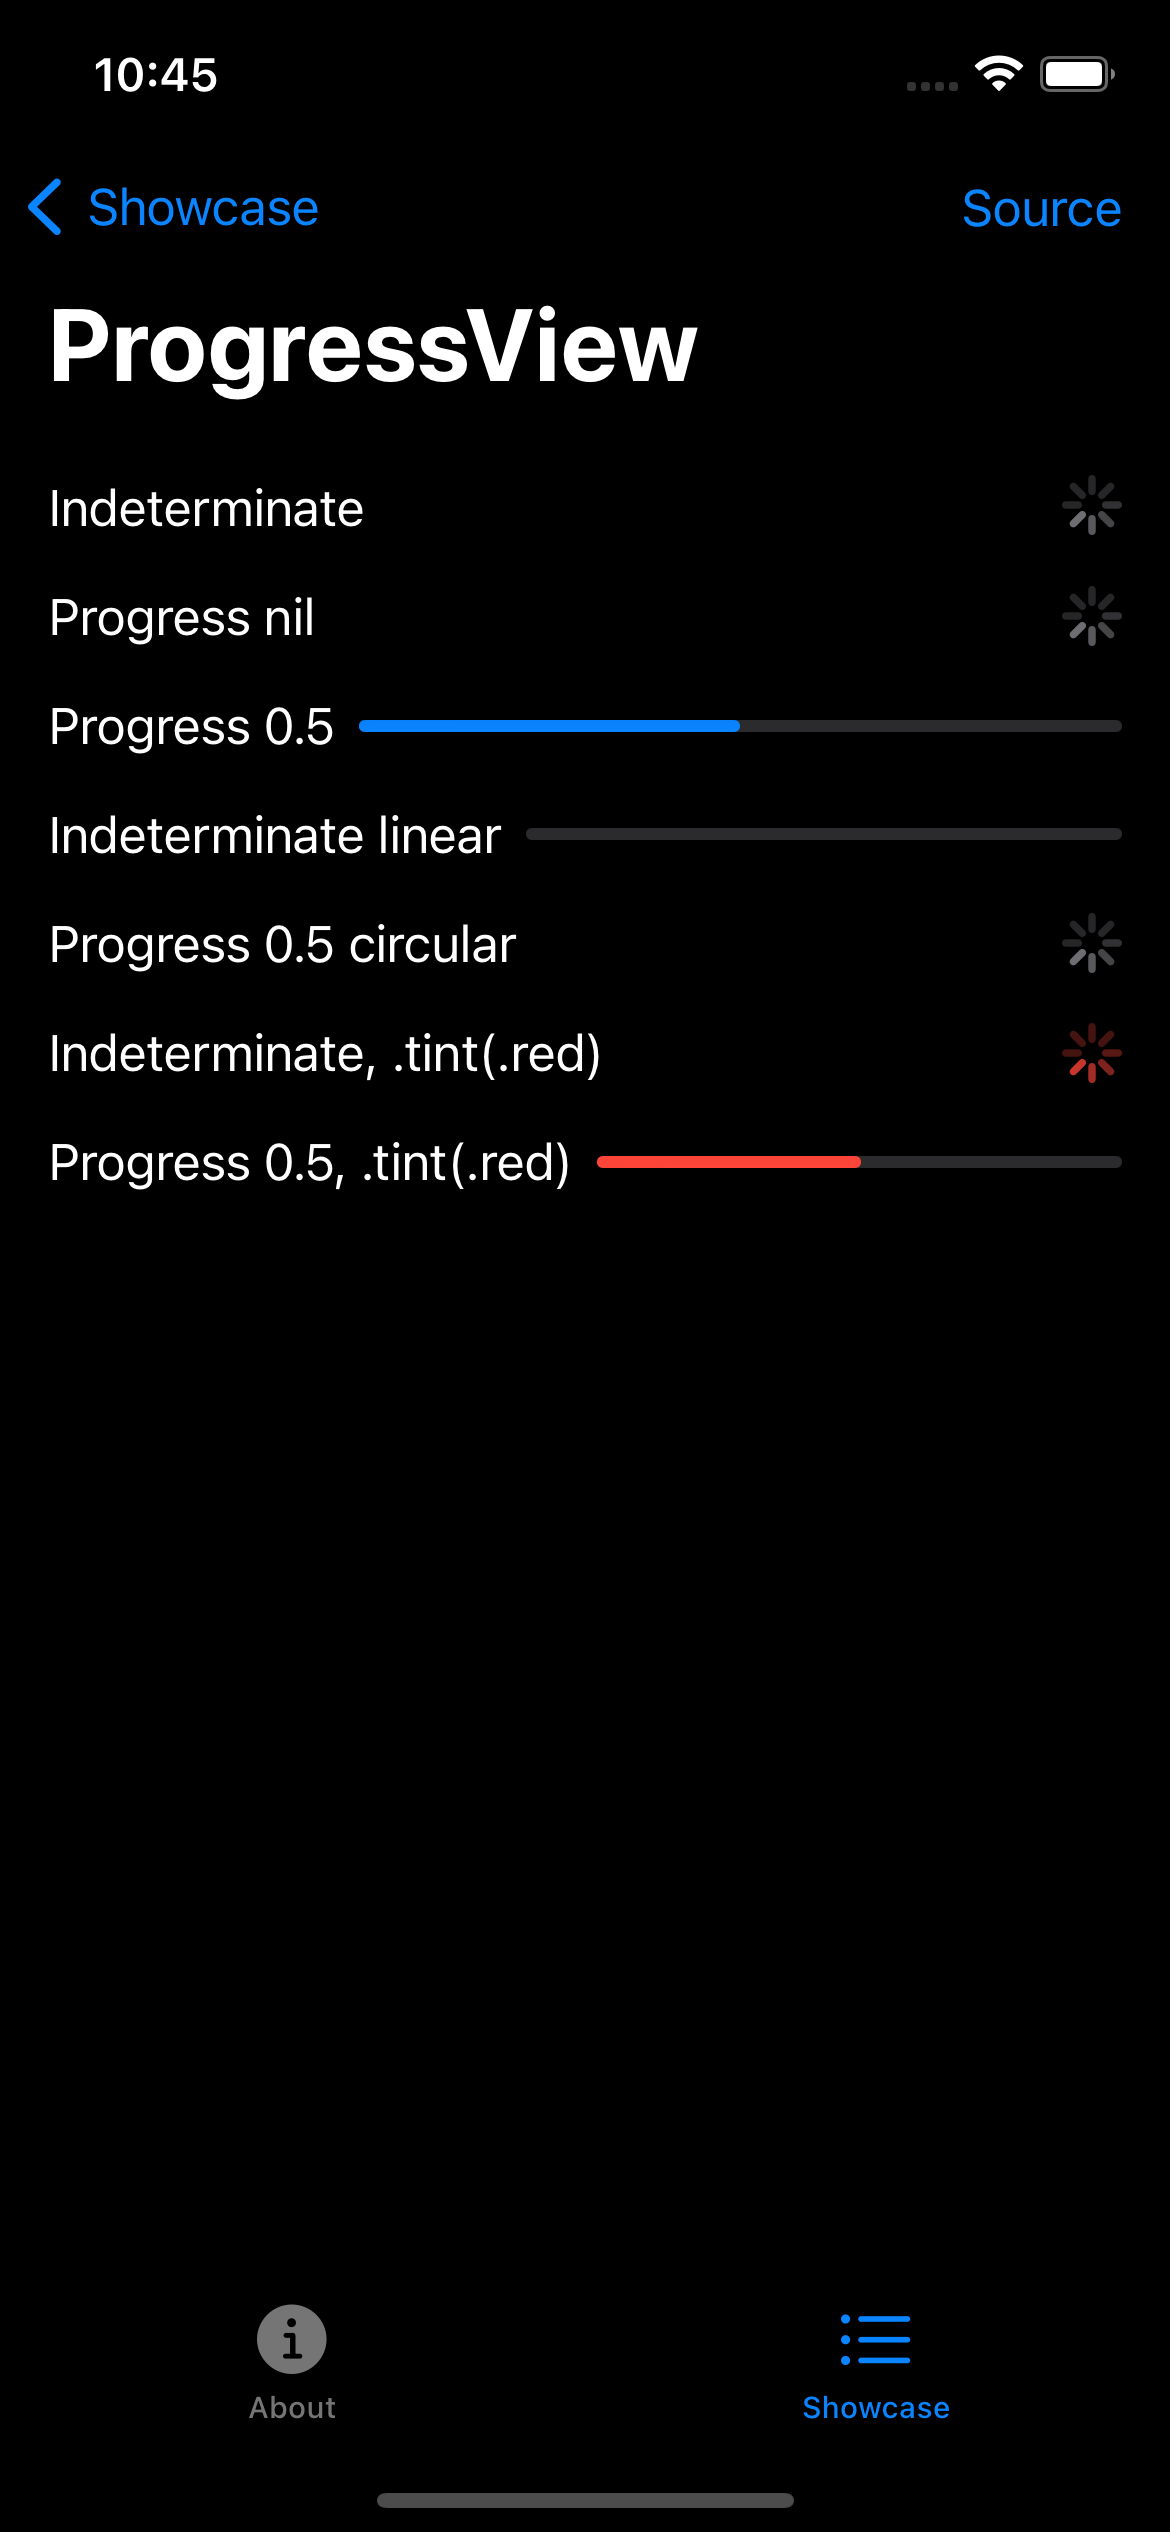 10:45
Showcase
Source
ProgressView
Indeterminate
Progress nil
Progress 0.5
Indeterminate linear
Progress 0.5 circular
Indeterminate, .tint(.red)
Progress 0.5, .tint(.red)
About
Showcase